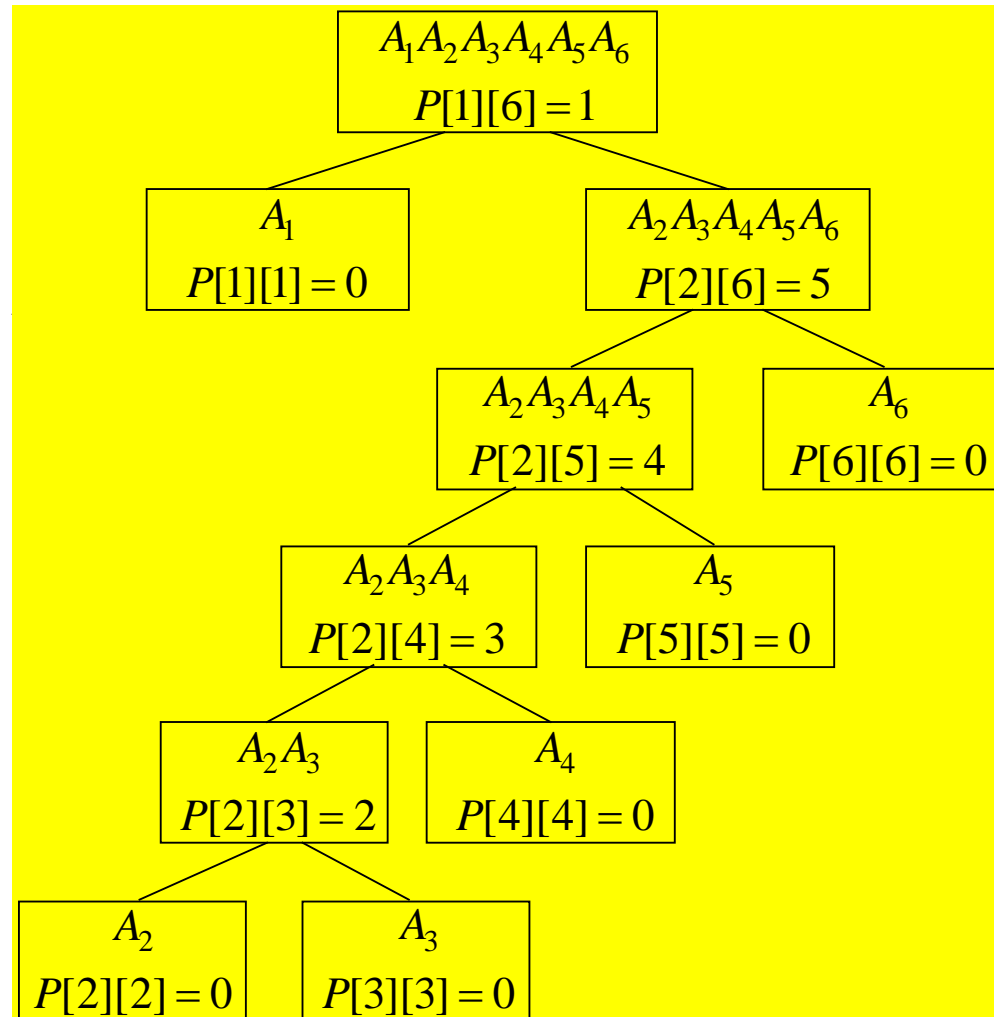 A₁A₂A₃A₄A₅A₆
P[1][6] = 1
A₁
P[1][1] = 0
A₂A₃A₄A₅A₆
P[2][6] = 5
A₂A₃A₄A₅
P[2][5] = 4
A₆
P[6][6] = 0
A₂A₃A₄
P[2][4] = 3
A₅
P[5][5] = 0
A₂A₃
P[2][3] = 2
A₄
P[4][4] = 0
A₂
P[2][2] = 0
A₃
P[3][3] = 0